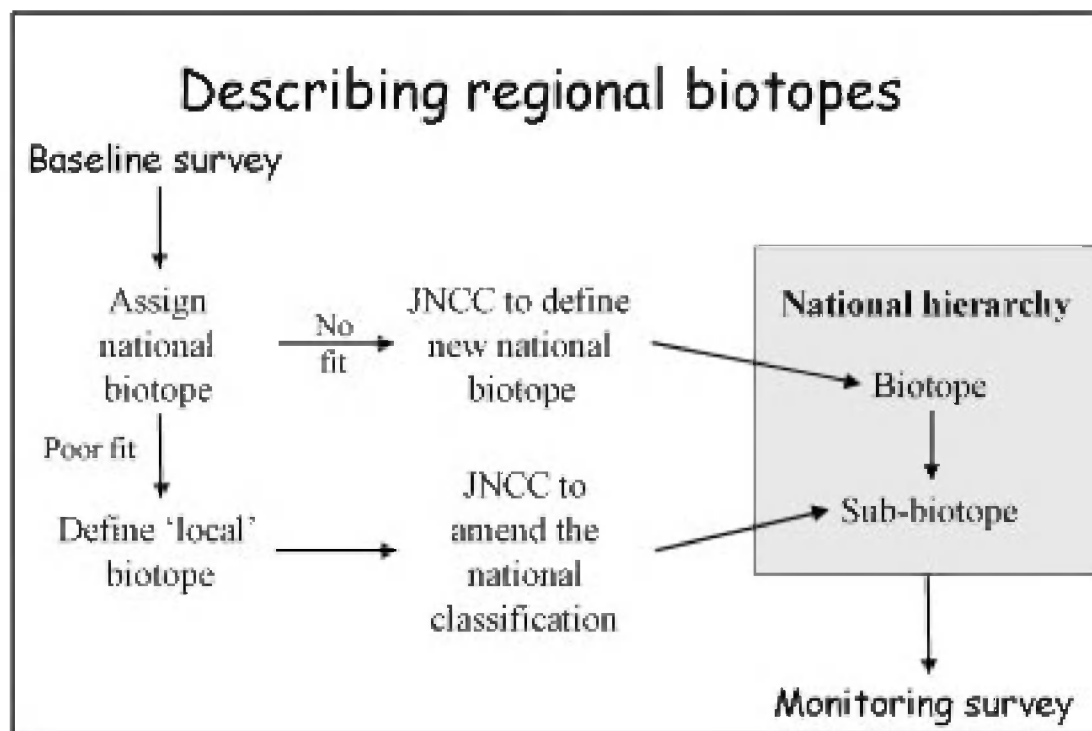 Describing regional biotopes
Baseline survey
Assign
national
biotope
No
fit
JNCC to define
new national
biotope
National hierarchy
Biotope
Poor fit
Define ‘local’
biotope
JNCC to
amend the
national
classification
Sub-biotope
Monitoring survey